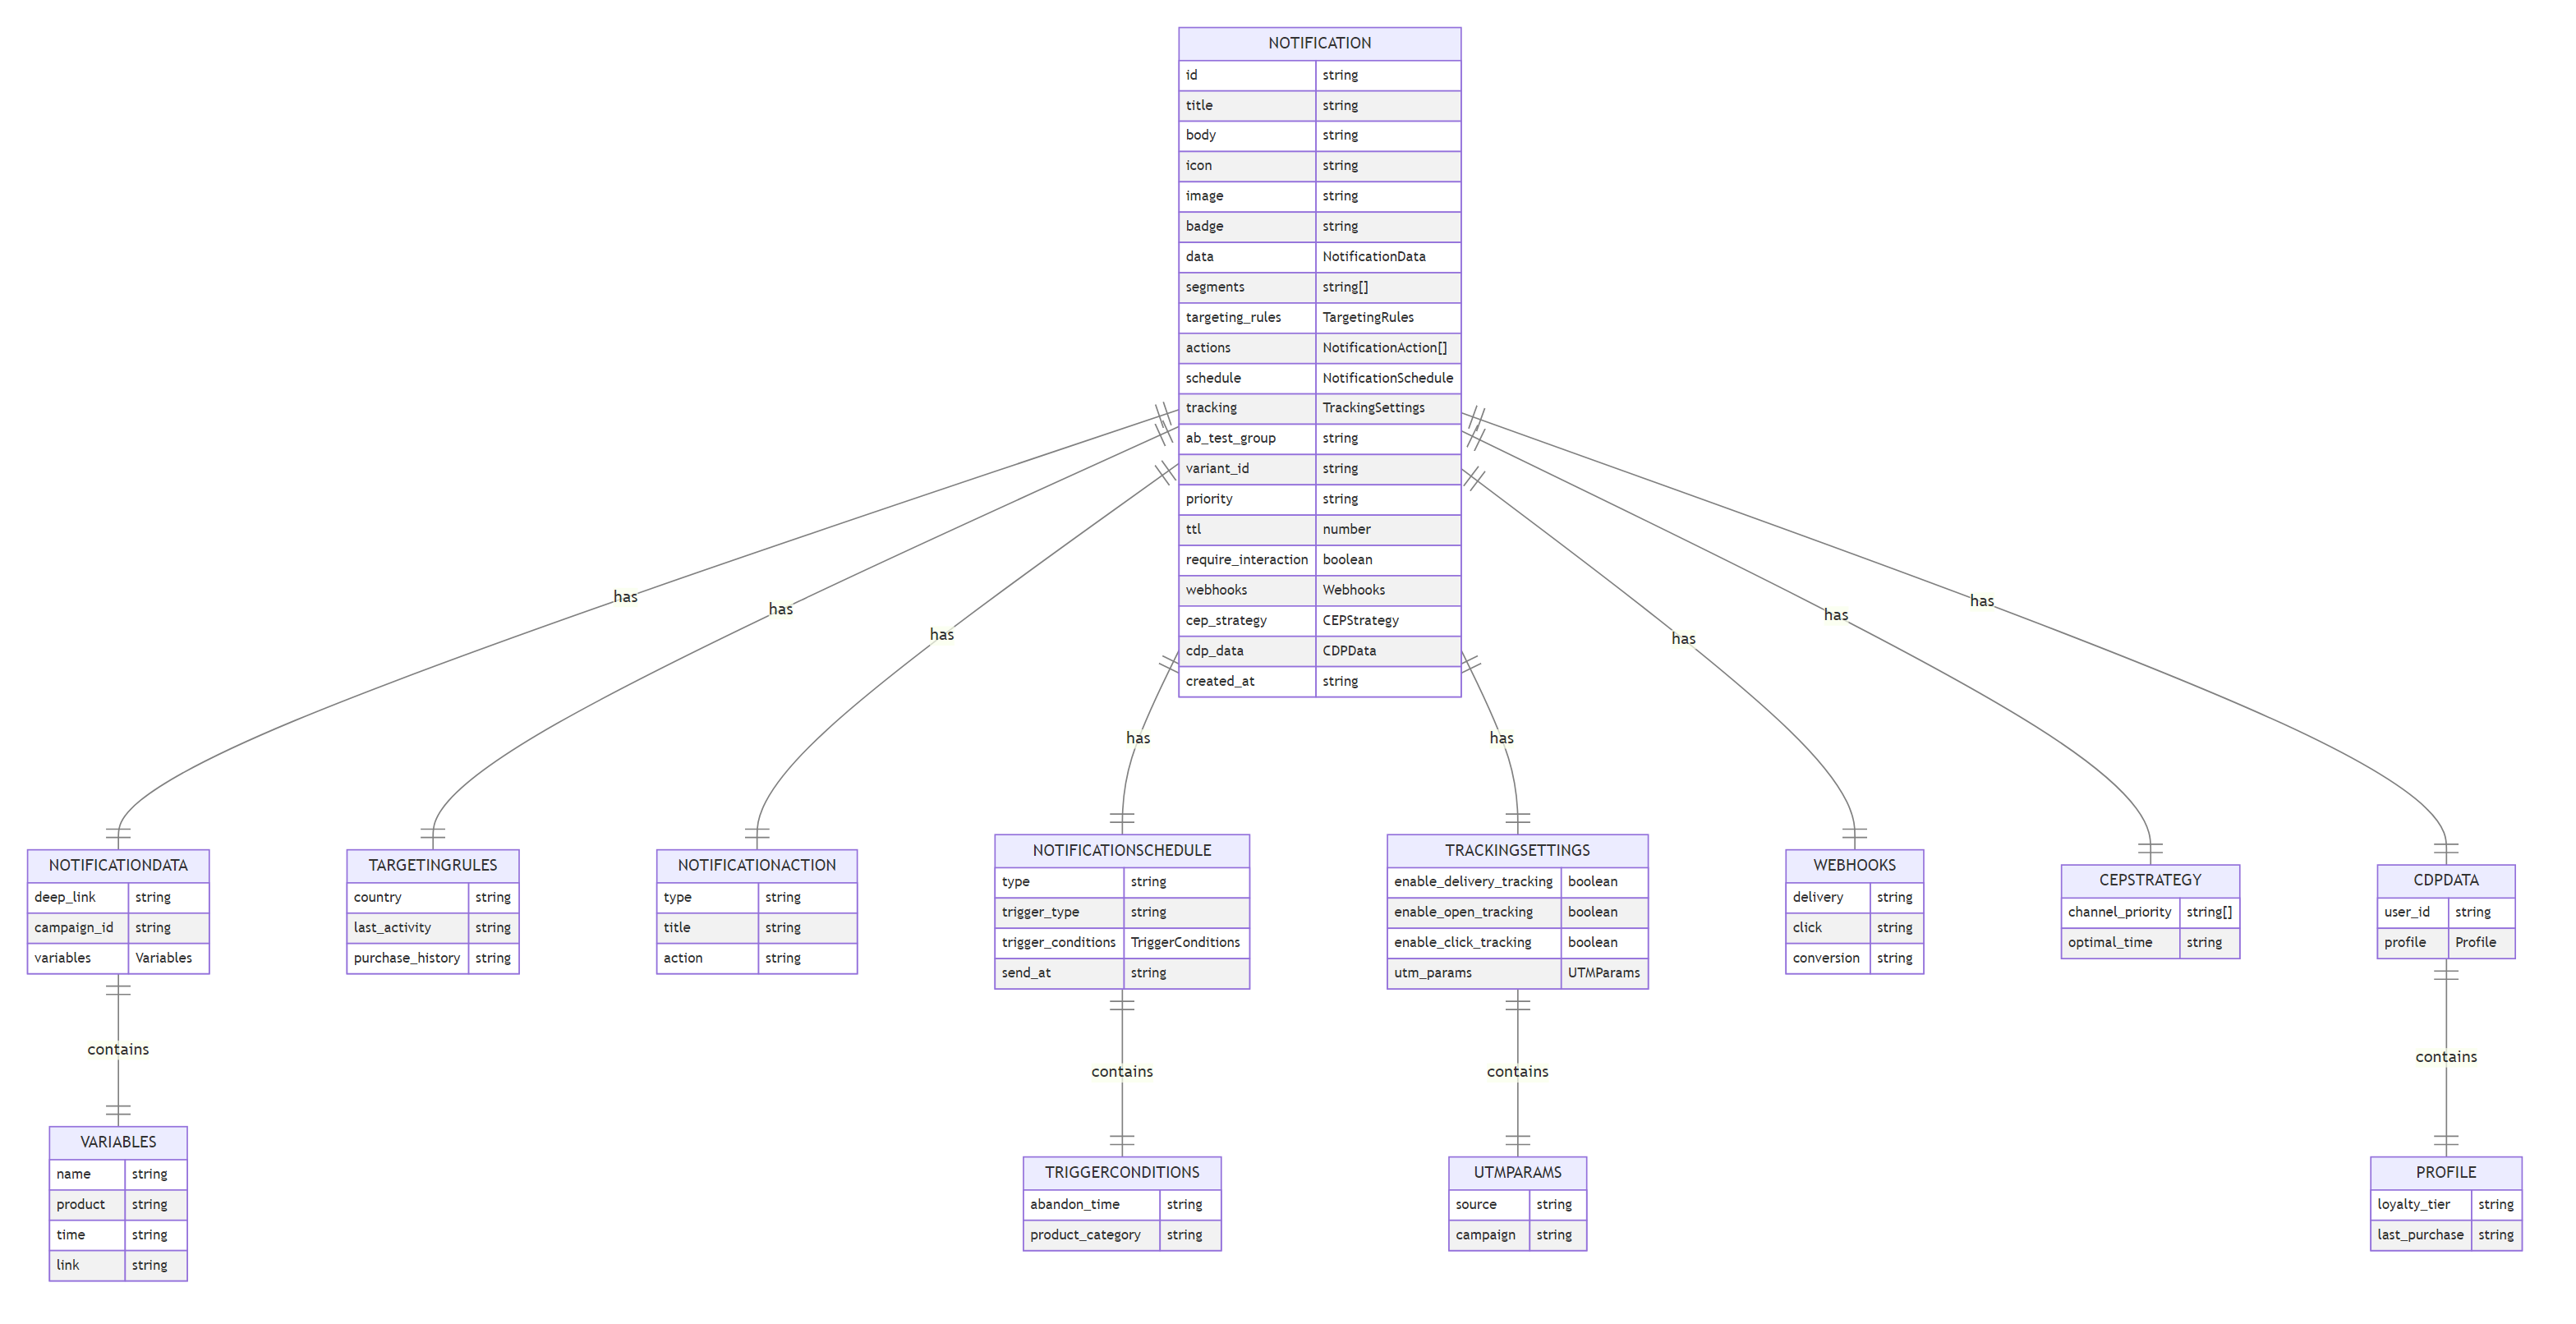 NOTIFICATION
id string
title string
body string
icon string
image string
badge string
data NotificationData
segments string[]
targeting_rules TargetingRules
actions NotificationAction[]
schedule NotificationSchedule
tracking TrackingSettings
ab_test_group string
variant_id string
priority string
ttl number
require_interaction boolean
webhooks Webhooks
cep_strategy CEPStrategy
cdp_data CDPData
created_at string
has
has
has
has
has
has
has
has
NOTIFICATIONDATA
deep_link string
campaign_id string
variables Variables
TARGETINGRULES
country string
last_activity string
purchase_history string
NOTIFICATIONACTION
type string
title string
action string
NOTIFICATIONSCHEDULE
type string
trigger_type string
trigger_conditions TriggerConditions
send_at string
TRACKINGSETTINGS
enable_delivery_tracking boolean
enable_open_tracking boolean
enable_click_tracking boolean
utm_params UTMParams
WEBHOOKS
delivery string
click string
conversion string
CEPSTRATEGY
channel_priority string[]
optimal_time string
CDPDATA
user_id string
profile Profile
contains
contains
contains
contains
VARIABLES
name string
product string
time string
link string
TRIGGERCONDITIONS
abandon_time string
product_category string
UTMPARAMS
source string
campaign string
PROFILE
loyalty_tier string
last_purchase string